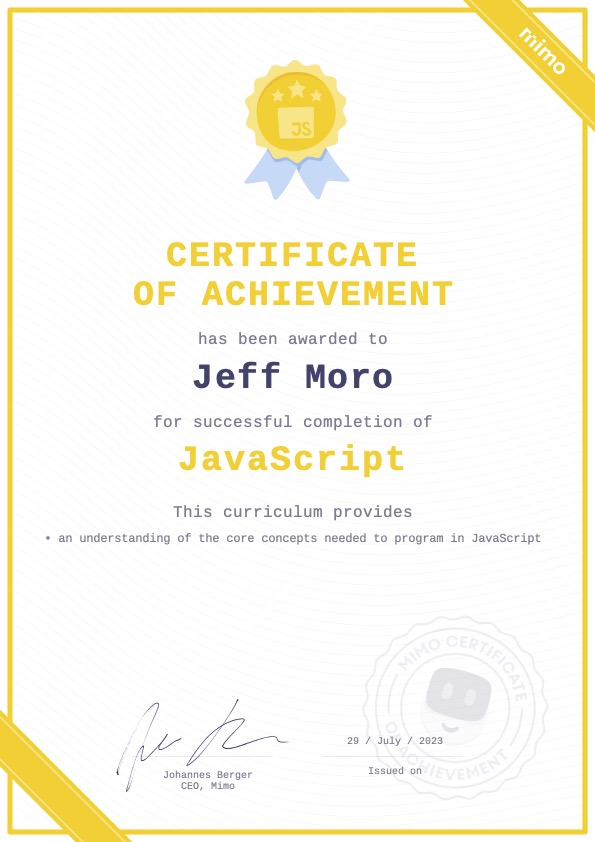 mimo
JS
CERTIFICATE
OF ACHIEVEMENT
has been awarded to
Jeff Moro
for successful completion of
JavaScript
This curriculum provides
• an understanding of the core concepts needed to program in JavaScript
MIMO CERTIFICATE
OF ACHIEVEMENT
29 / July / 2023
Issued on
Johannes Berger
CEO, Mimo